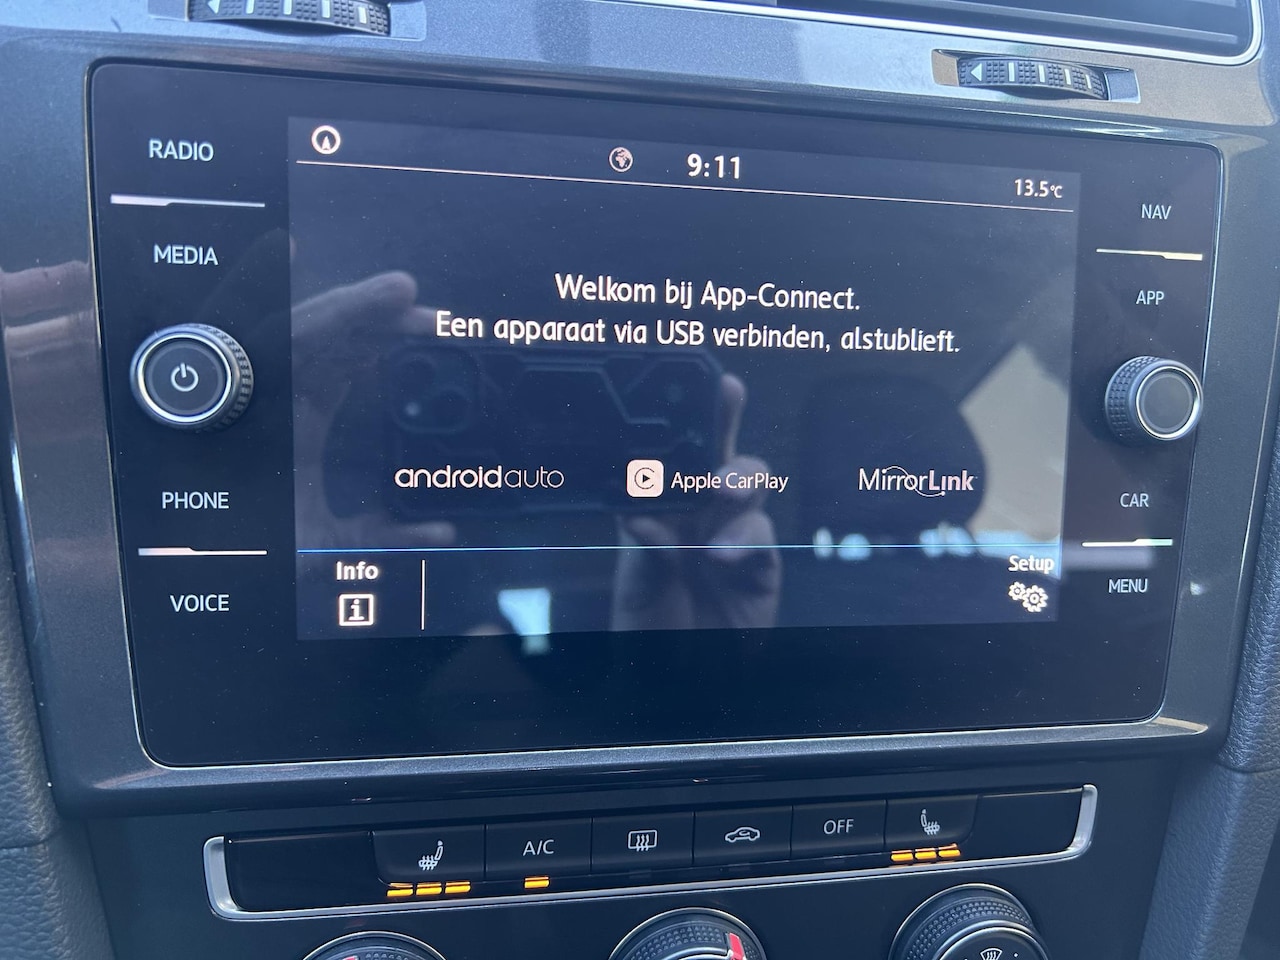 RADIO
MEDIA
PHONE
VOICE
9:11
13.5°C
Welkom bij App-Connect.
Een apparaat via USB verbinden, alstublieft.
androidauto
Apple CarPlay
MirrorLink
Info
i
Setup
NAV
APP
CAR
MENU
A/C
OFF